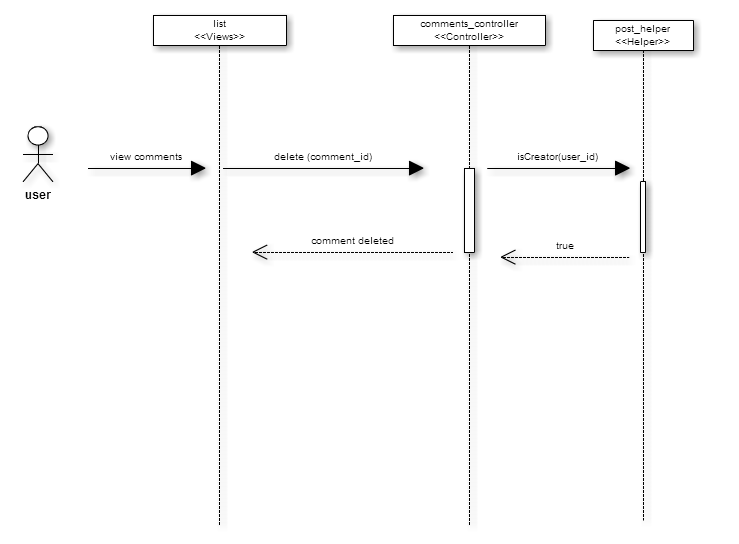 list
<<Views>>
comments_controller
<<Controller>>
post_helper
<<Helper>>
view comments
delete (comment_id)
isCreator(user_id)
user
comment deleted
true